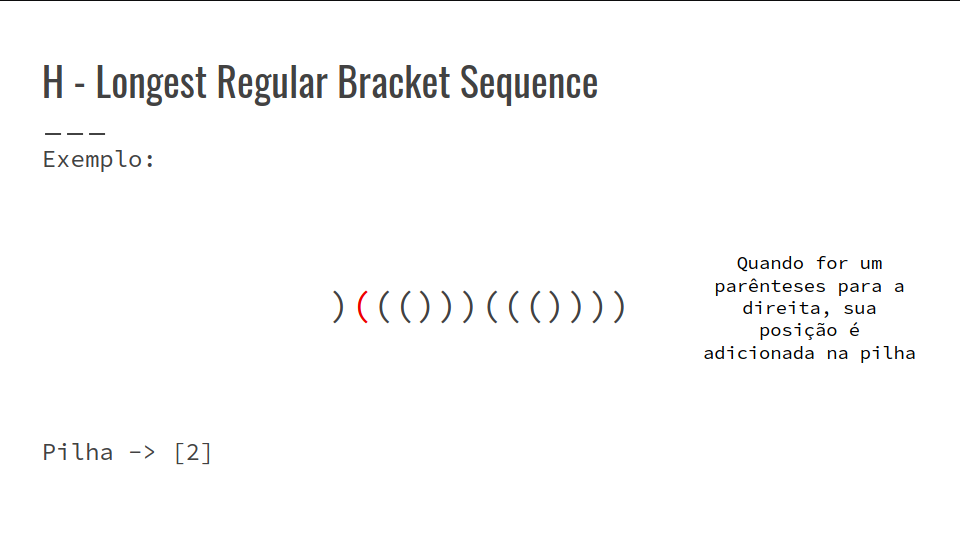 H - Longest Regular Bracket Sequence
Exemplo:
)((()))((())))
Quando for um
parênteses para a
direita, sua
posição é
adicionada na pilha
Pilha -> [2]